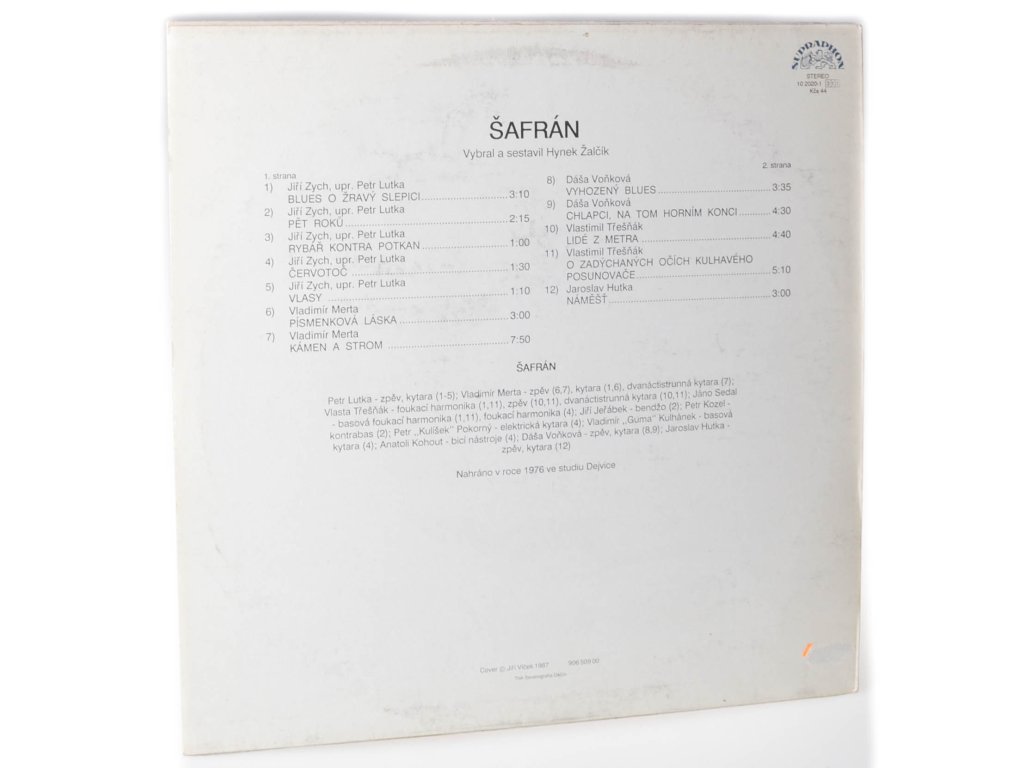 SUPRAPHON
STEREO
10 2020-1
Kčs 44
ŠAFRÁN
Vybral a sestavil Hynek Žalčík
1. strana
1) Jiří Zych, upr. Petr Lutka
BLUES O ŽRAVÝ SLEPICI 3:10
2) Jiří Zych, upr. Petr Lutka
PĚT ROKŮ 2:15
3) Jiří Zych, upr. Petr Lutka
RYBÁŘ KONTRA POTKAN 1:00
4) Jiří Zych, upr. Petr Lutka
ČERVOTOČ 1:30
5) Jiří Zych, upr. Petr Lutka
VLASY 1:10
6) Vladimír Merta
PÍSMENKOVÁ LÁSKA 3:00
7) Vladimír Merta
KÁMEN A STROM 7:50
2. strana
8) Dáša Voňková
VYHOZENÝ BLUES 3:35
9) Dáša Voňková
CHLAPCI, NA TOM HORNÍM KONCI 4:30
10) Vlastimil Třešňák
LIDÉ Z METRA 4:40
11) Vlastimil Třešňák
O ZADÝCHANÝCH OČÍCH KULHAVÉHO
POSUNOVAČE 5:10
12) Jaroslav Hutka
NÁMĚŠŤ 3:00
ŠAFRÁN
Petr Lutka - zpěv, kytara (1-5); Vladimír Merta - zpěv (6,7), kytara (1,6), dvanáctistrunná kytara (7);
Vlasta Třešňák - foukací harmonika (1,11), zpěv (10,11), dvanáctistrunná kytara (10,11); Jáno Sedal
- basová foukací harmonika (1,11), foukací harmonika (4); Jiří Jeřábek - bendžo (2); Petr Kozel -
kontrabas (2); Petr „Kulíšek" Pokorný - elektrická kytara (4); Vladimír „Guma" Kulhánek - basová
kytara (4); Anatoli Kohout - bicí nástroje (4); Dáša Voňková - zpěv, kytara (8,9); Jaroslav Hutka -
zpěv, kytara (12)
Nahráno v roce 1976 ve studiu Dejvice
Cover © Jiří Vlček 1987 906 509 00